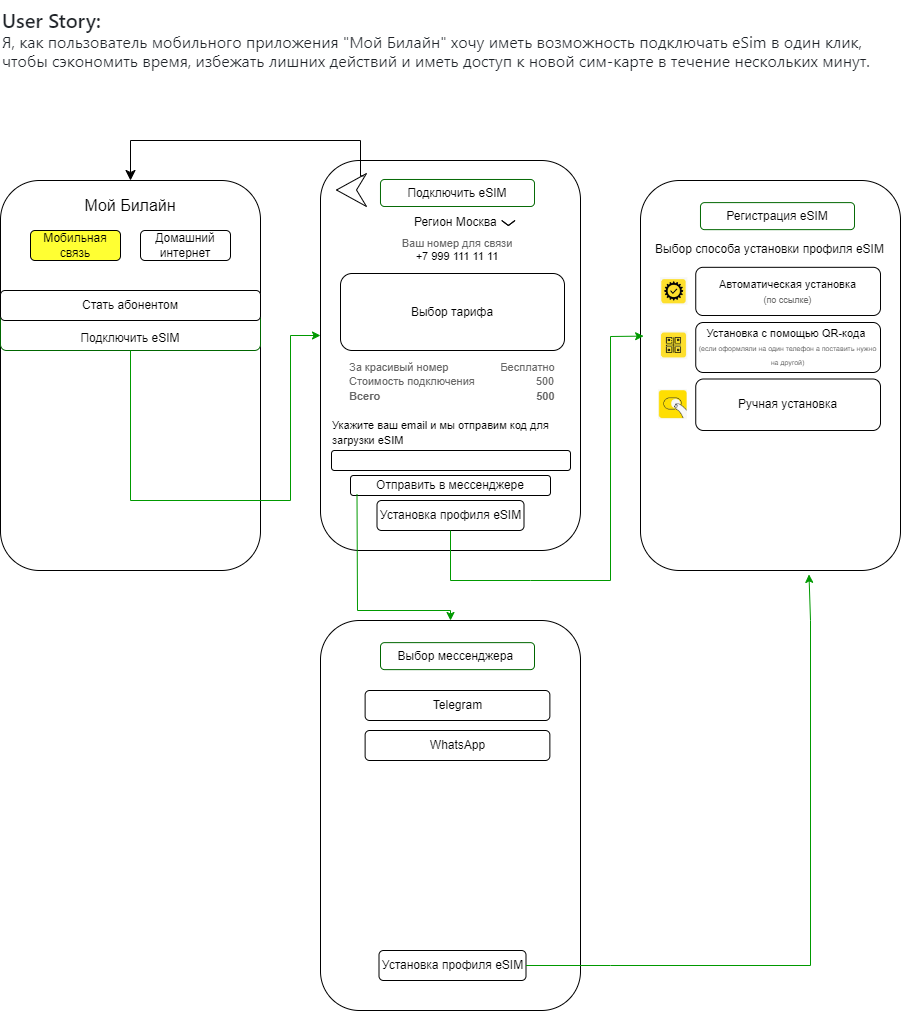 User Story:
Я, как пользователь мобильного приложения "Мой Билайн" хочу иметь возможность подключать eSim в один клик,
чтобы сэкономить время, избежать лишних действий и иметь доступ к новой сим-карте в течение нескольких минут.
Мой Билайн
Мобильная
связь
Домашний
интернет
Стать абонентом
Подключить eSIM
Подключить eSIM
Регион Москва
Ваш номер для связи
+7 999 111 11 11
Выбор тарифа
За красивый номер Бесплатно
Стоимость подключения 500
Всего 500
Укажите ваш email и мы отправим код для
загрузки eSIM
Отправить в мессенджере
Установка профиля eSIM
Регистрация eSIM
Выбор способа установки профиля eSIM
Автоматическая установка
(по ссылке)
Установка с помощью QR-кода
(если оформляли на один телефон а поставить нужно
на другой)
Ручная установка
Выбор мессенджера
Telegram
WhatsApp
Установка профиля eSIM